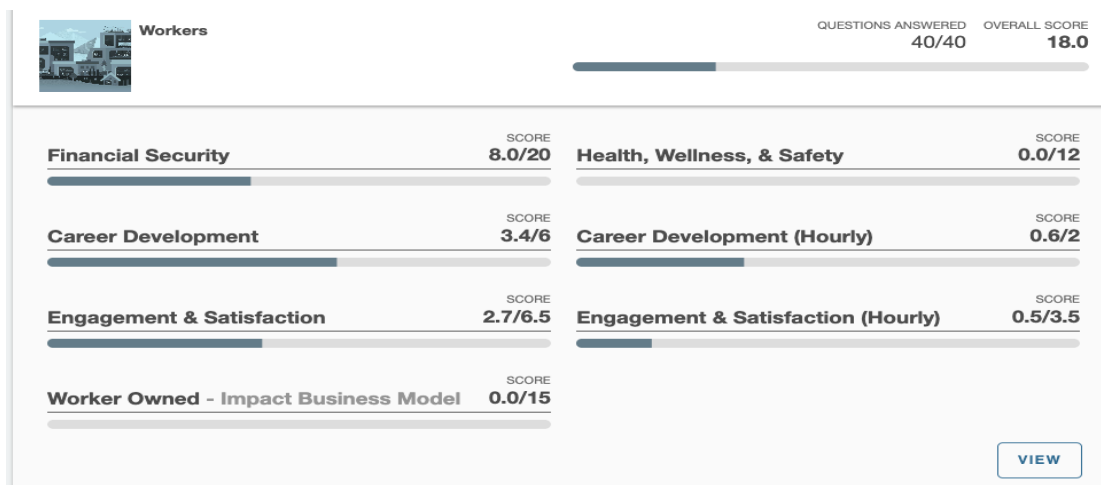 Workers
QUESTIONS ANSWERED OVERALL SCORE
40/40 18.0
SCORE
Financial Security 8.0/20
SCORE
Health, Wellness, & Safety 0.0/12
SCORE
Career Development 3.4/6
SCORE
Career Development (Hourly) 0.6/2
SCORE
Engagement & Satisfaction 2.7/6.5
SCORE
Engagement & Satisfaction (Hourly) 0.5/3.5
SCORE
Worker Owned - Impact Business Model 0.0/15
VIEW